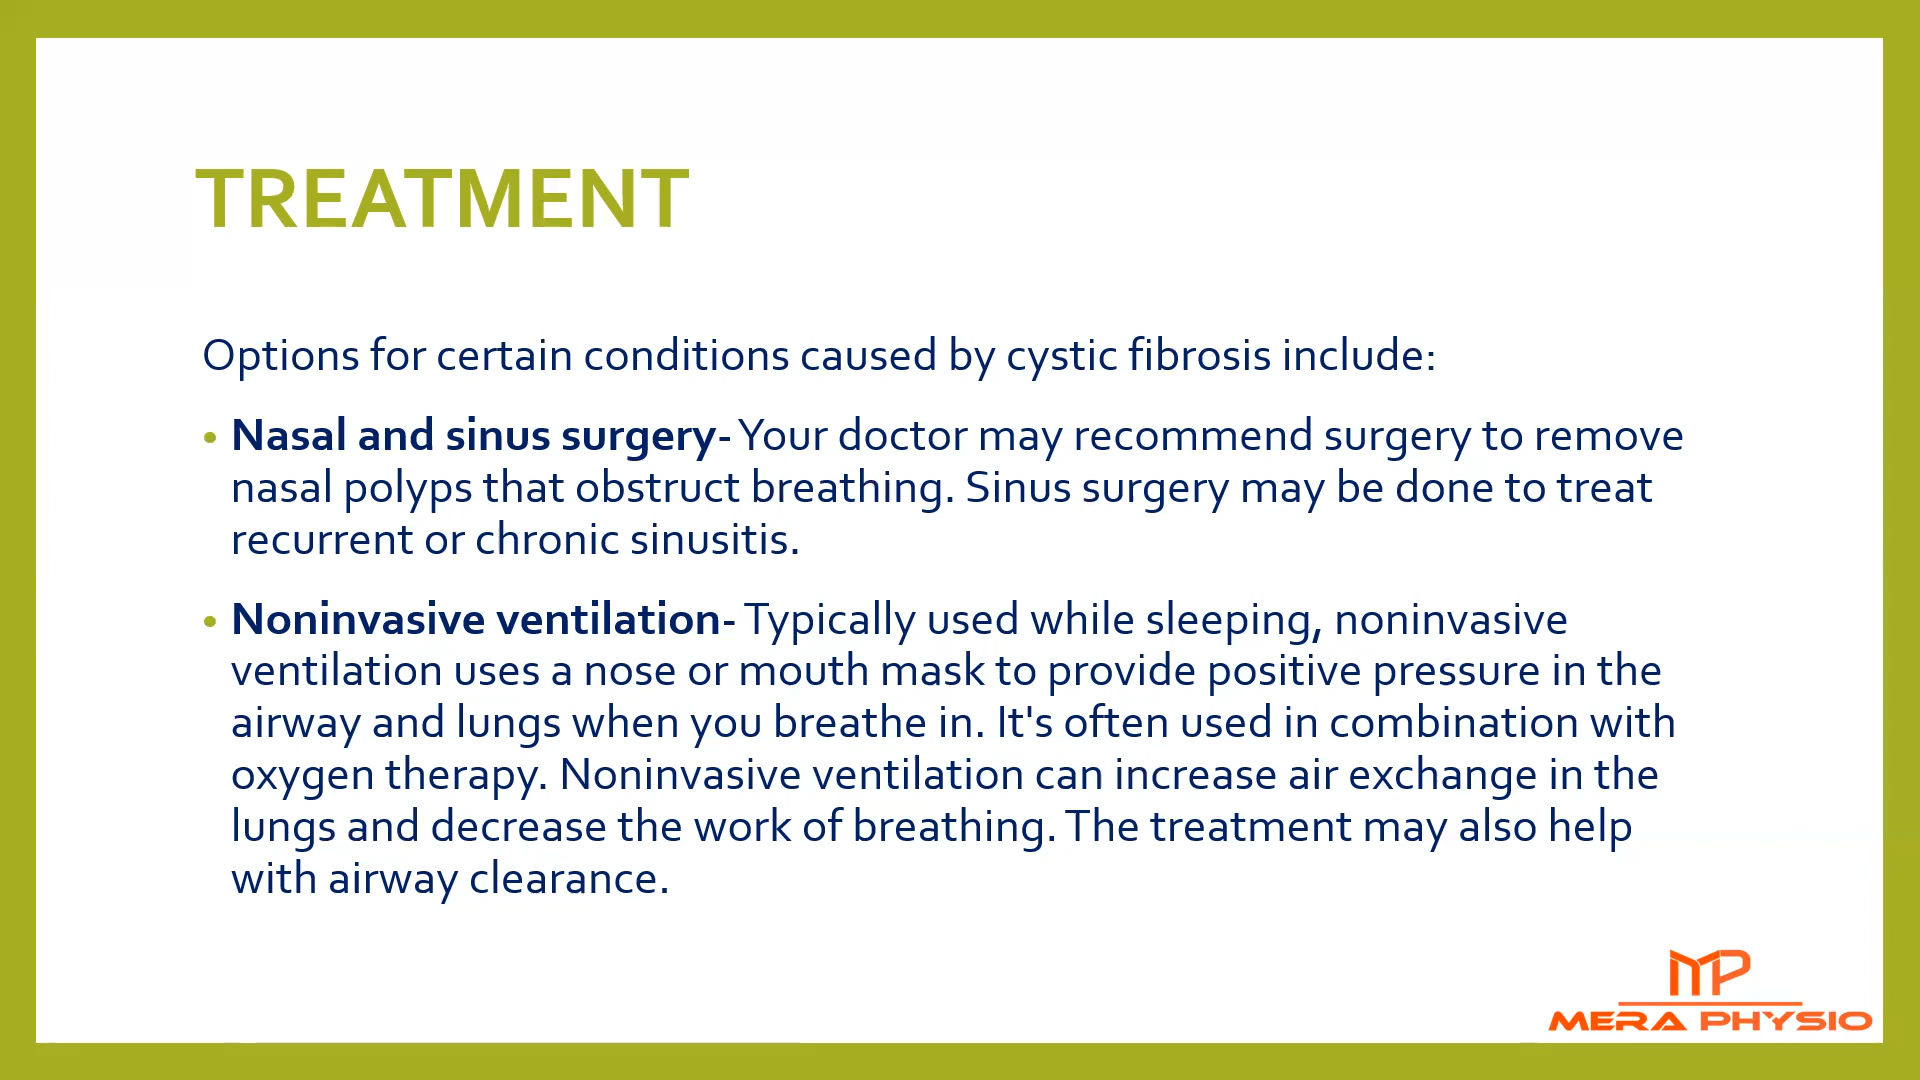 TREATMENT
Options for certain conditions caused by cystic fibrosis include:
• Nasal and sinus surgery- Your doctor may recommend surgery to remove
nasal polyps that obstruct breathing. Sinus surgery may be done to treat
recurrent or chronic sinusitis.
• Noninvasive ventilation- Typically used while sleeping, noninvasive
ventilation uses a nose or mouth mask to provide positive pressure in the
airway and lungs when you breathe in. It's often used in combination with
oxygen therapy. Noninvasive ventilation can increase air exchange in the
lungs and decrease the work of breathing. The treatment may also help
with airway clearance.
MP
MERA PHYSIO